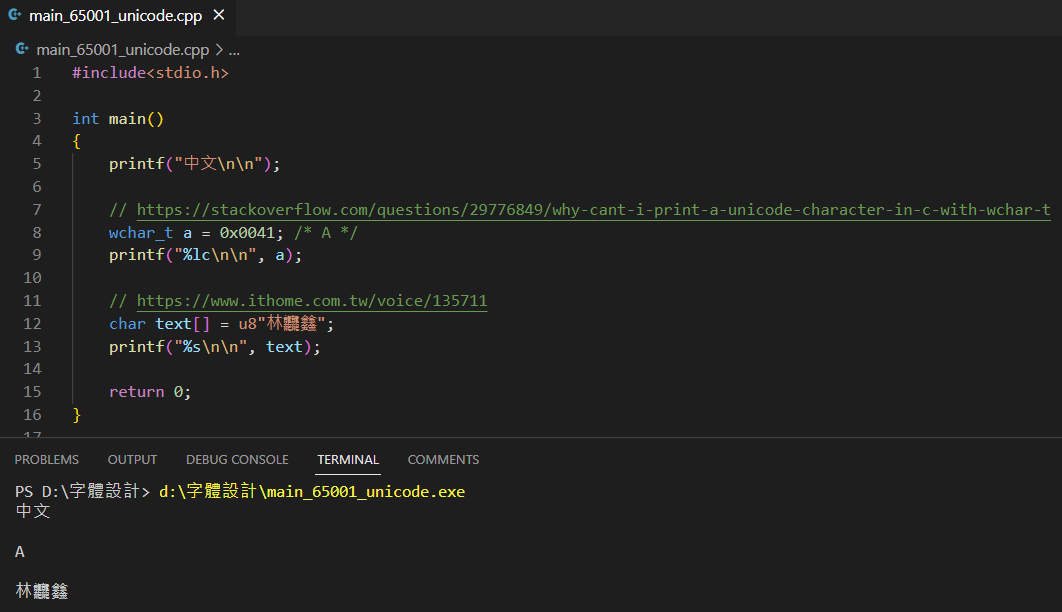 main_65001_unicode.cpp ×
main_65001_unicode.cpp > ...
1 #include<stdio.h>
2
3 int main()
4 {
5 printf("中文\n\n");
6
7 // https://stackoverflow.com/questions/29776849/why-cant-i-print-a-unicode-character-in-c-with-wchar-t
8 wchar_t a = 0x0041; /* A */
9 printf("%lc\n\n", a);
10
11 // https://www.ithome.com.tw/voice/135711
12 char text[] = u8"林鑫";
13 printf("%s\n\n", text);
14
15 return 0;
16 }
17
PROBLEMS OUTPUT DEBUG CONSOLE TERMINAL COMMENTS
PS D:\字體設計> d:\字體設計\main_65001_unicode.exe
中文
A
林鑫